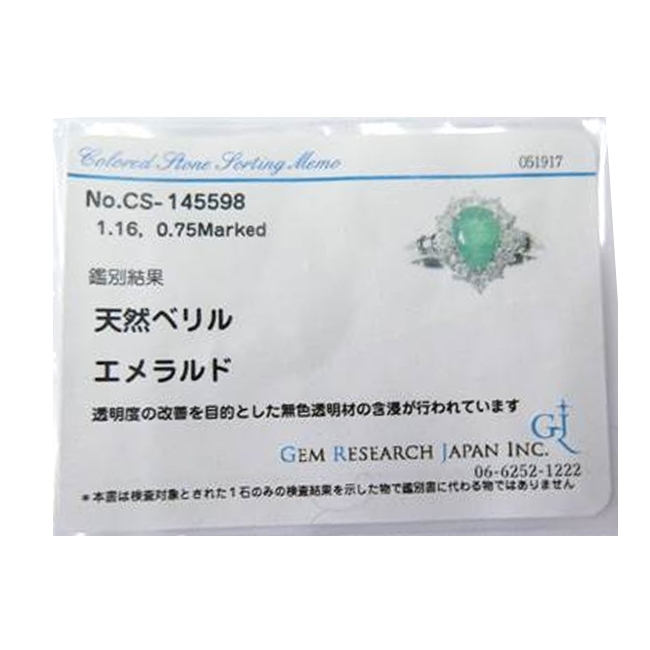 Colored Stone Sorting Memo
051917
No.CS-145598
1.16, 0.75Marked
鑑別結果
天然ベリル
エメラルド
透明度の改善を目的とした無色透明材の含浸が行われています
GJ
GEM RESEARCH JAPAN INC.
06-6252-1222
*本書は検査対象とされた1石のみの検査結果を示した物で鑑別書に代わる物ではありません